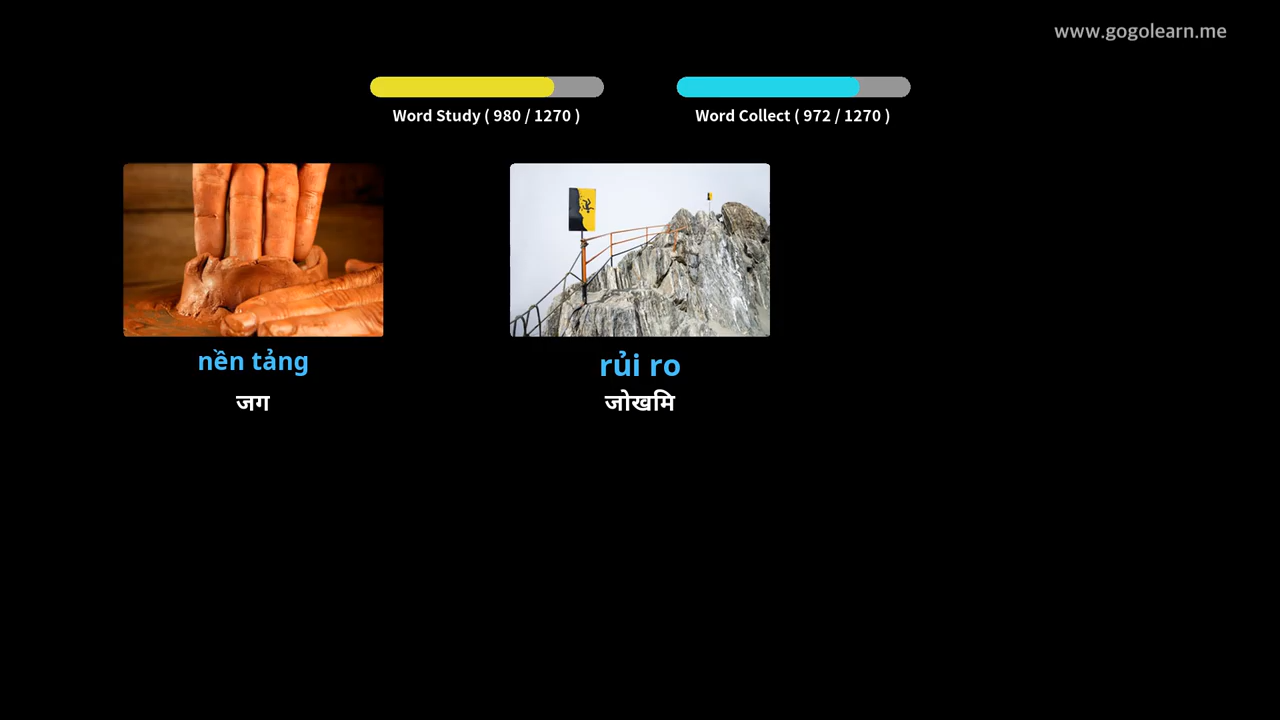 www.gogolearn.me
Word Study ( 980 / 1270 )
Word Collect ( 972 / 1270 )
nền tảng
जग
rủi ro
जोखमि